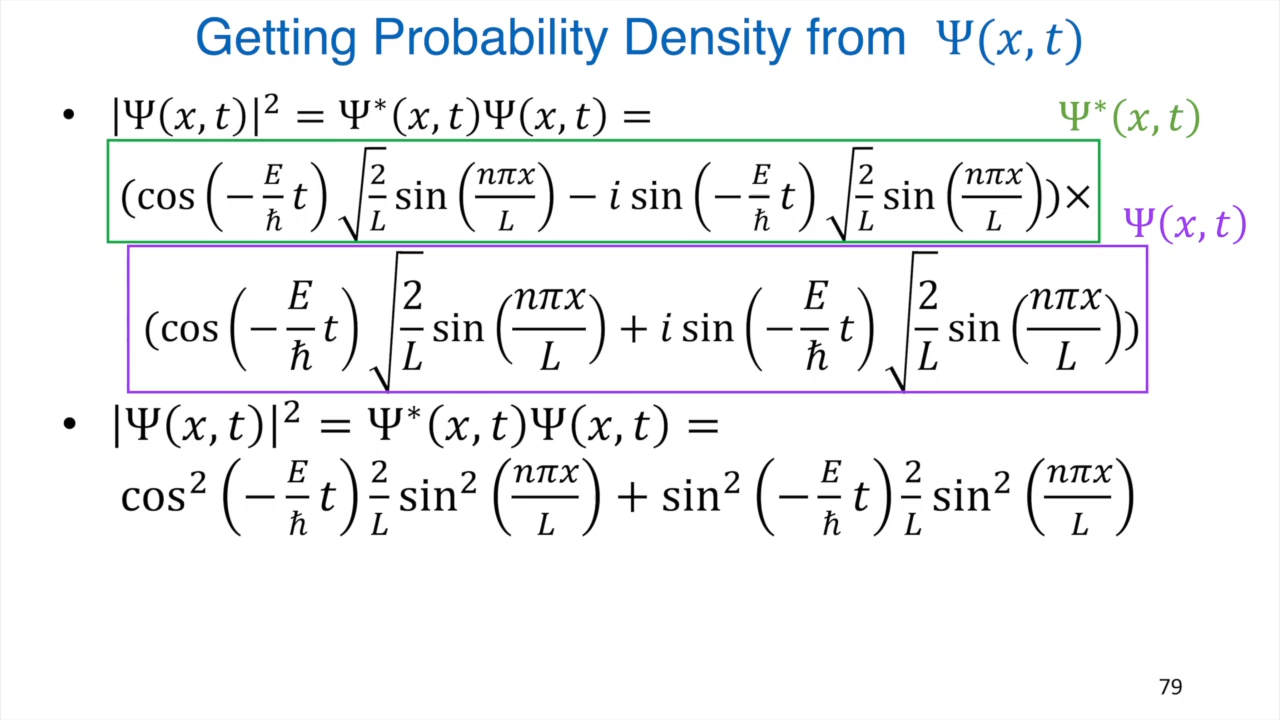 Getting Probability Density from Ψ(x, t)
• |Ψ(x, t)|² = Ψ*(x, t)Ψ(x, t) =
Ψ*(x, t)
(cos(−E/ħ t)√(2/L) sin(nπx/L) − i sin(−E/ħ t)√(2/L) sin(nπx/L))×
Ψ(x, t)
(cos(−E/ħ t)√(2/L) sin(nπx/L) + i sin(−E/ħ t)√(2/L) sin(nπx/L))
• |Ψ(x, t)|² = Ψ*(x, t)Ψ(x, t) =
cos²(−E/ħ t) 2/L sin²(nπx/L) + sin²(−E/ħ t) 2/L sin²(nπx/L)
79